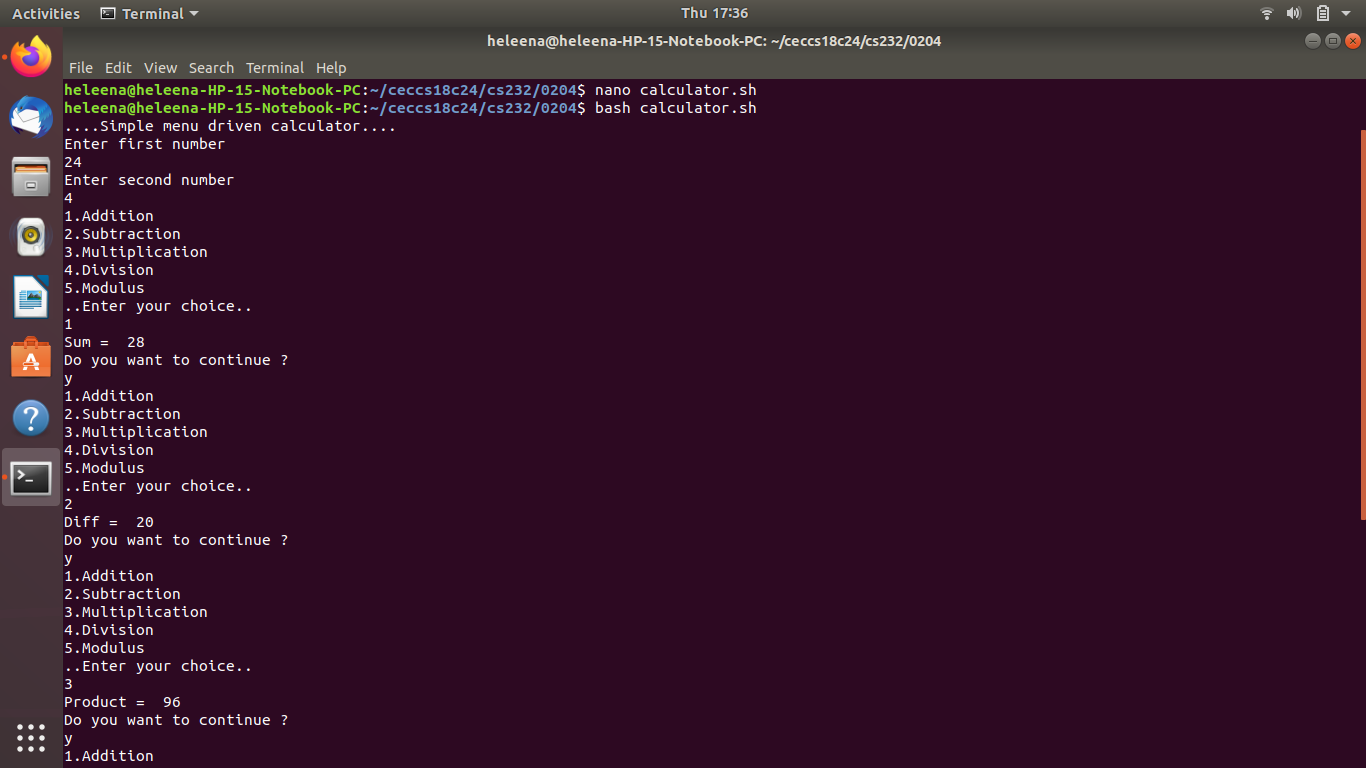 Activities Terminal Thu 17:36
heleena@heleena-HP-15-Notebook-PC: ~/ceccs18c24/cs232/0204
File Edit View Search Terminal Help
heleena@heleena-HP-15-Notebook-PC:~/ceccs18c24/cs232/0204$ nano calculator.sh
heleena@heleena-HP-15-Notebook-PC:~/ceccs18c24/cs232/0204$ bash calculator.sh
....Simple menu driven calculator....
Enter first number
24
Enter second number
4
1.Addition
2.Subtraction
3.Multiplication
4.Division
5.Modulus
..Enter your choice..
1
Sum =  28
Do you want to continue ?
y
1.Addition
2.Subtraction
3.Multiplication
4.Division
5.Modulus
..Enter your choice..
2
Diff =  20
Do you want to continue ?
y
1.Addition
2.Subtraction
3.Multiplication
4.Division
5.Modulus
..Enter your choice..
3
Product =  96
Do you want to continue ?
y
1.Addition